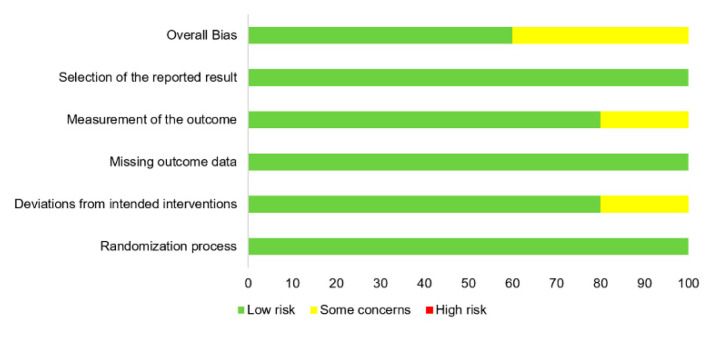 Overall Bias
Selection of the reported result
Measurement of the outcome
Missing outcome data
Deviations from intended interventions
Randomization process
0 10 20 30 40 50 60 70 80 90 100
Low risk Some concerns High risk